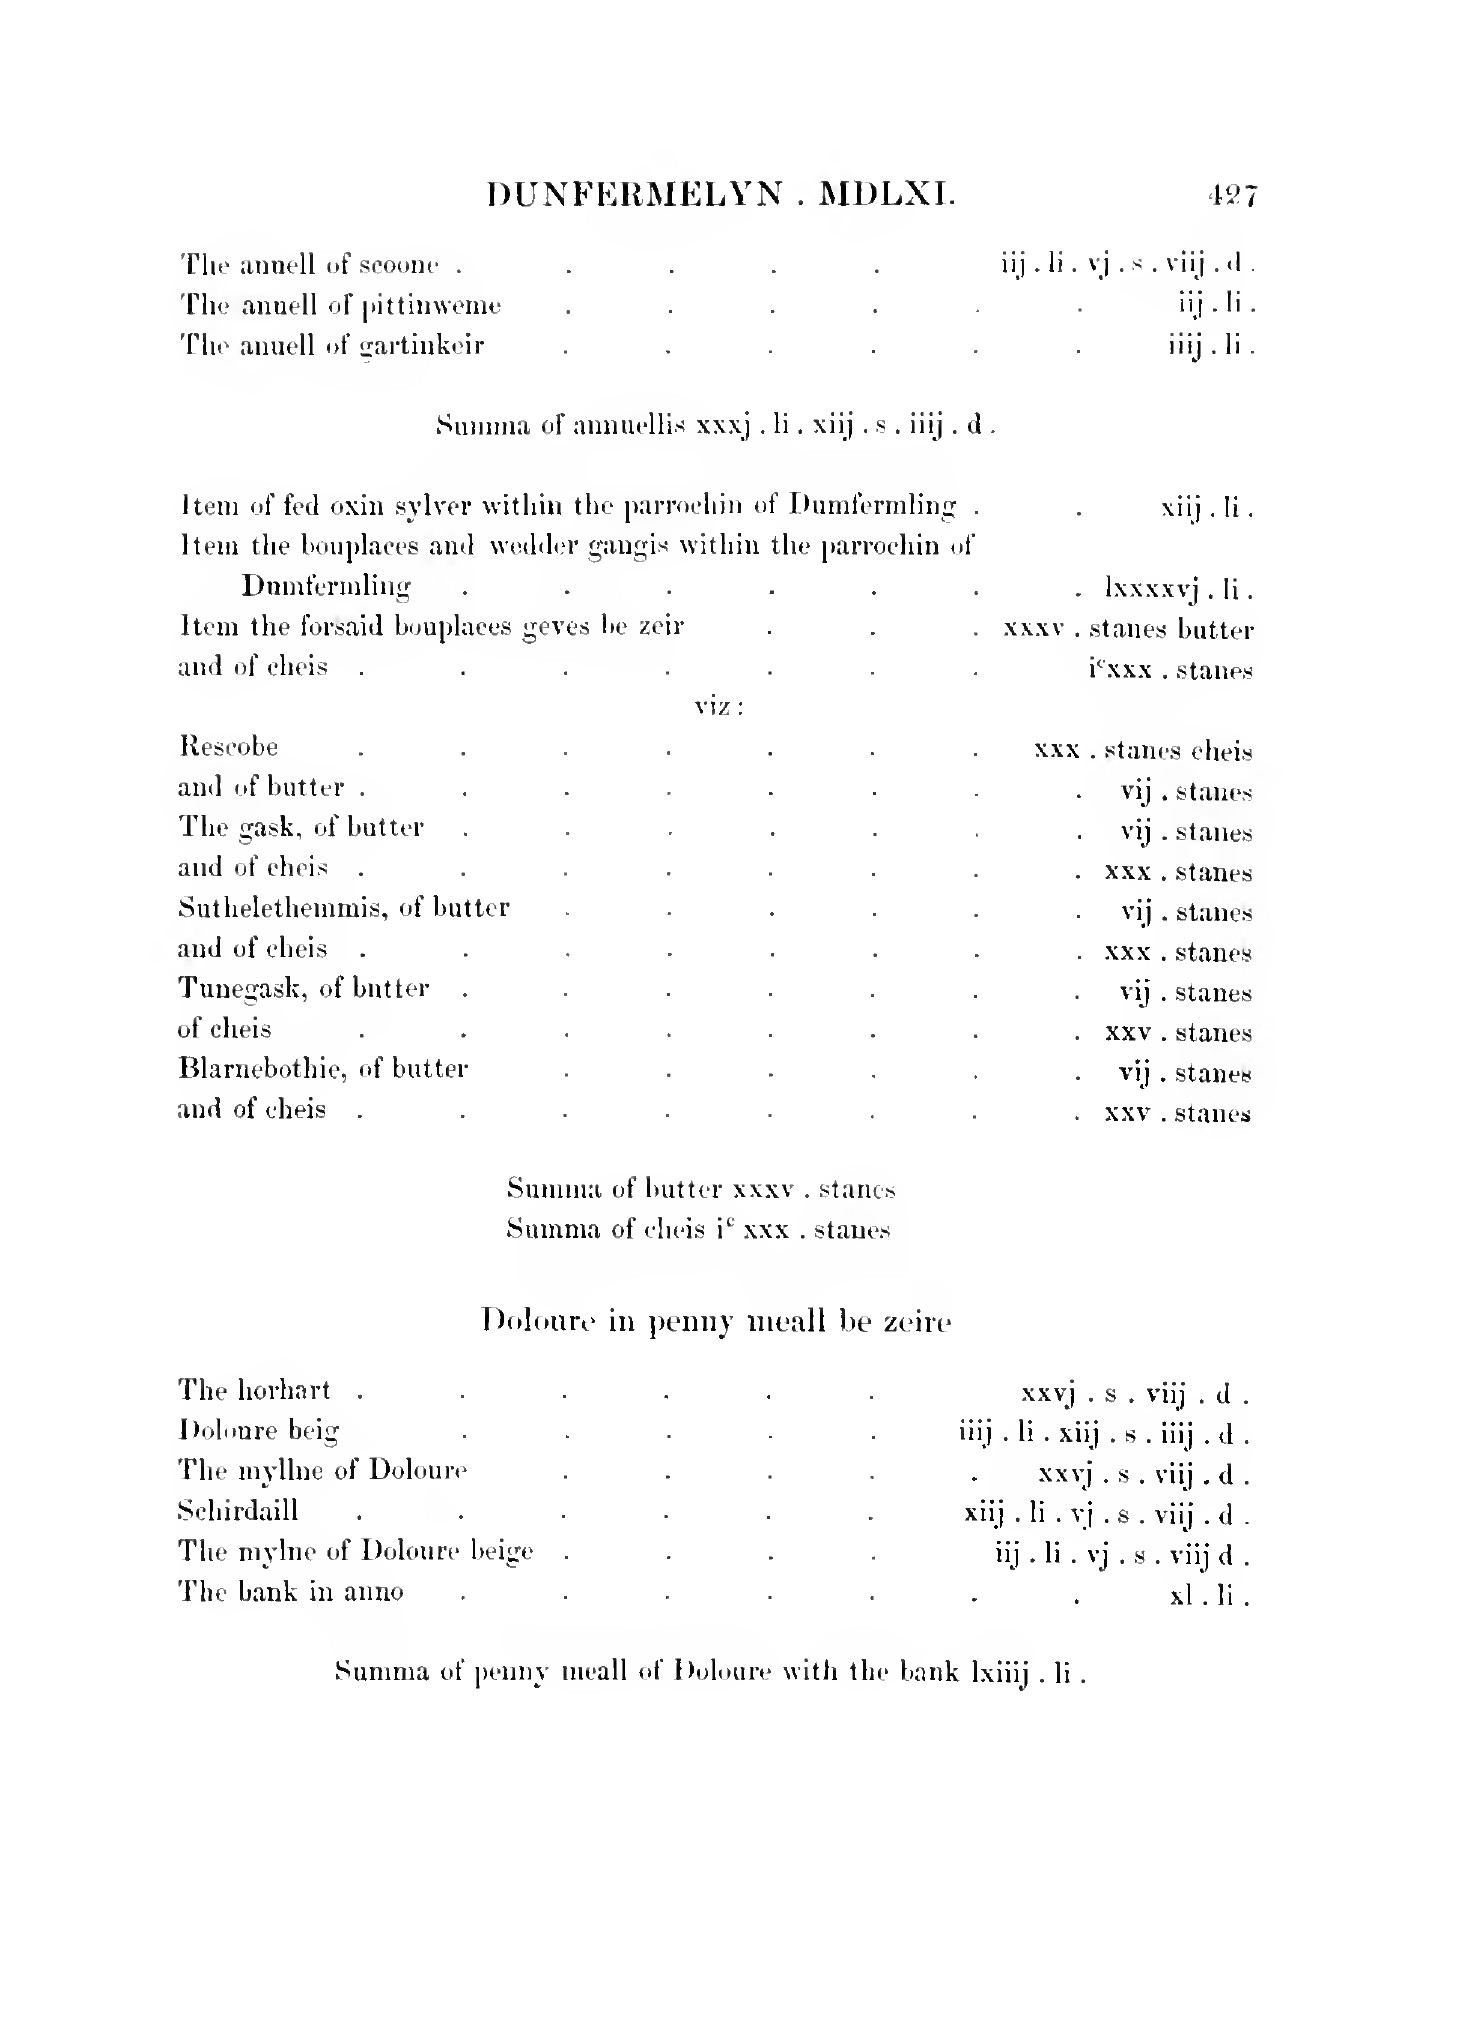 DUNFERMELYN . MDLXI. 427
The annell of scoone . . . . . iij . li . vj . s . viij . d .
The annell of pittinweme . . . . . . iij . li .
The annell of gartinkeir . . . . . . iiij . li .
Summa of annuellis xxxj . li . xiij . s . iiij . d .
Item of fed oxin sylver within the parrochin of Dumfermling . . xiij . li .
Item the bouplaces and wedder gangis within the parrochin of
Dumfermling . . . . . . . lxxxxvj . li .
Item the forsaid bouplaces geves be zeir . . . xxxv . stanes butter
and of cheis . . . . . . . iᶜxxx . stanes
viz :
Rescobe . . . . . . . xxx . stanes cheis
and of butter . . . . . . . . vij . stanes
The gask, of butter . . . . . . . vij . stanes
and of cheis . . . . . . . . xxx . stanes
Suthelethemmis, of butter . . . . . . vij . stanes
and of cheis . . . . . . . . xxx . stanes
Tunegask, of butter . . . . . . . vij . stanes
of cheis . . . . . . . . xxv . stanes
Blarnebothie, of butter . . . . . . vij . stanes
and of cheis . . . . . . . . xxv . stanes
Summa of butter xxxv . stanes
Summa of cheis iᶜ xxx . stanes
Doloure in penny meall be zeire
The horhart . . . . . . xxvj . s . viij . d .
Doloure beig . . . . . iiij . li . xiij . s . iiij . d .
The myllne of Doloure . . . . . xxvj . s . viij . d .
Schirdaill . . . . . . xiij . li . vj . s . viij . d .
The mylne of Doloure beige . . . . iij . li . vj . s . viij d .
The bank in anno . . . . . . . xl . li .
Summa of penny meall of Doloure with the bank lxiiij . li .